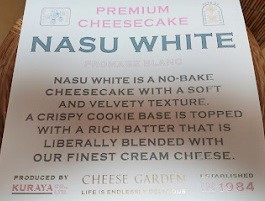 PREMIUM
CHEESECAKE
NASU WHITE
FROMAGE BLANC
NASU WHITE IS A NO-BAKE
CHEESECAKE WITH A SOFT
AND VELVETY TEXTURE.
A CRISPY COOKIE BASE IS TOPPED
WITH A RICH BATTER THAT IS
LIBERALLY BLENDED WITH
OUR FINEST CREAM CHEESE.
PRODUCED BY
KURAYA CO., LTD.
CHEESE GARDEN
LIFE IS ENDLESSLY DELICIOUS
ESTABLISHED
1984